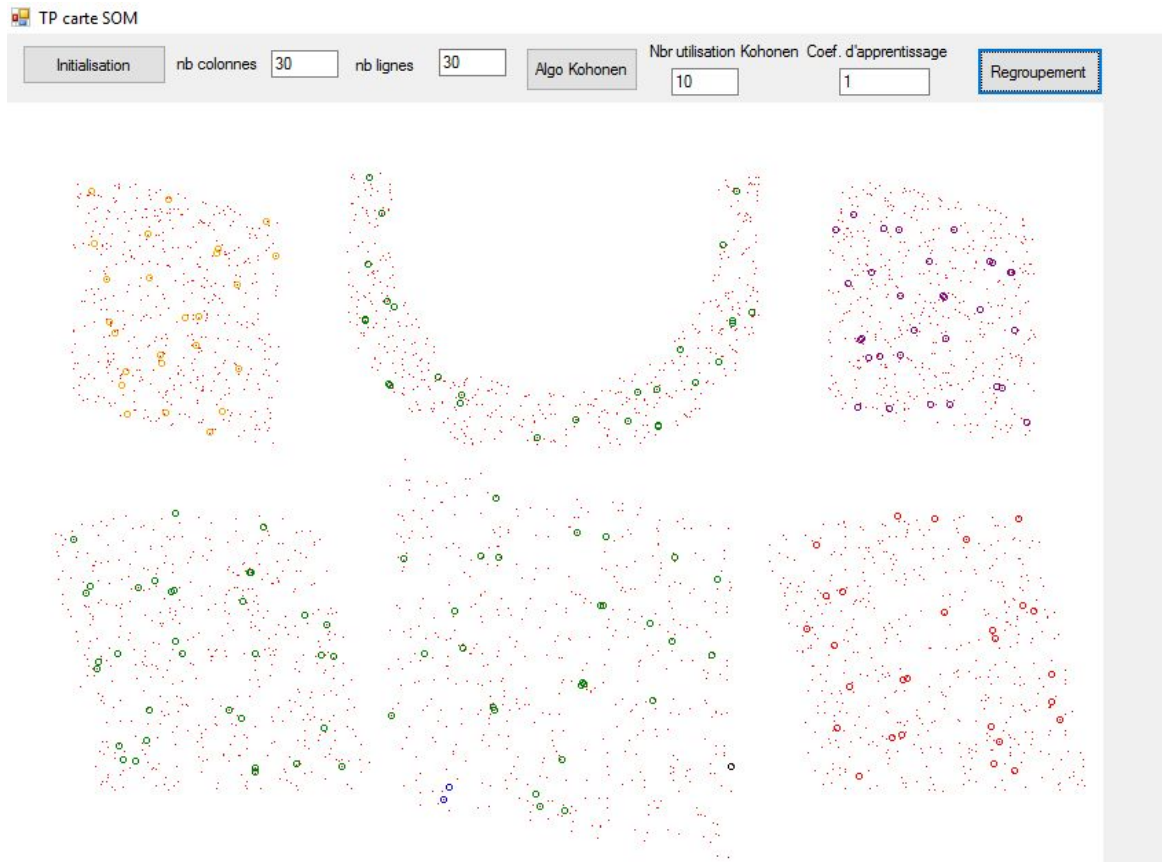 TP carte SOM
Nbr utilisation Kohonen Coef. d'apprentissage
Initialisation nb colonnes 30 nb lignes 30 Algo Kohonen 10 1 Regroupement